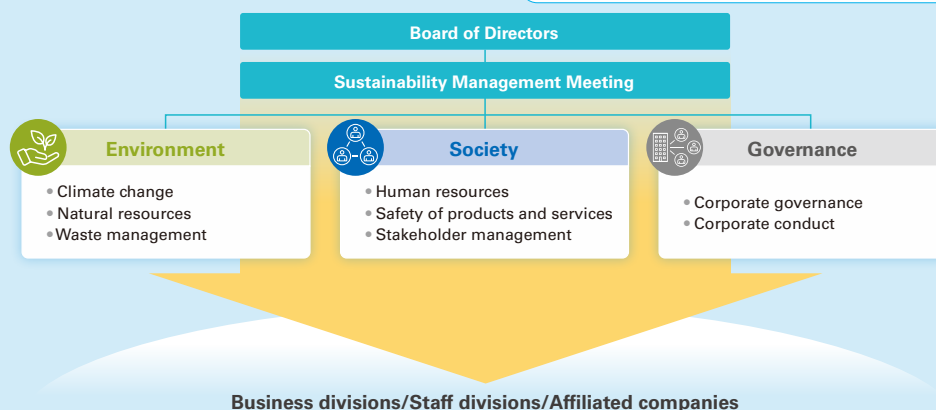 Board of Directors
Sustainability Management Meeting
Environment
• Climate change
• Natural resources
• Waste management
Society
• Human resources
• Safety of products and services
• Stakeholder management
Governance
• Corporate governance
• Corporate conduct
Business divisions/Staff divisions/Affiliated companies